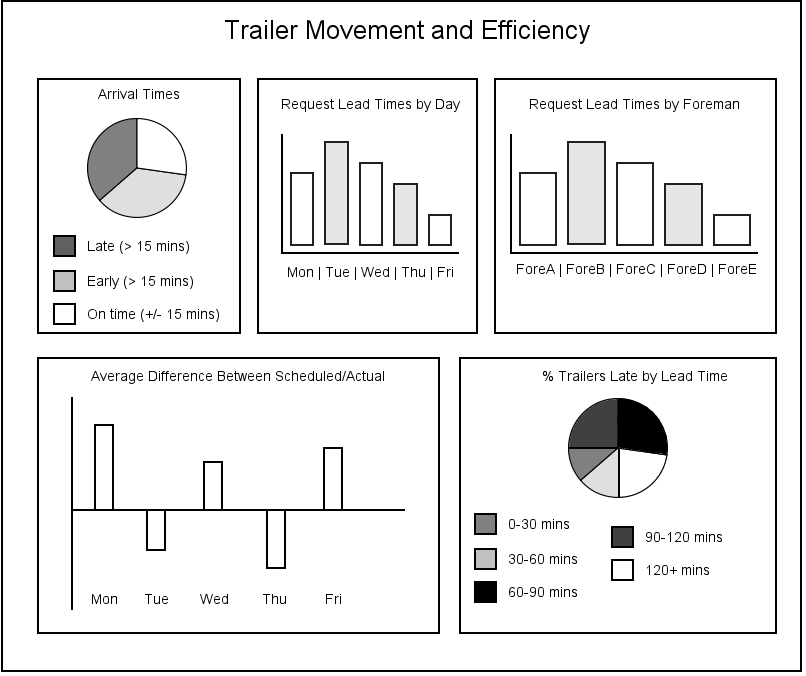 Trailer Movement and Efficiency
Arrival Times
Late (> 15 mins)
Early (> 15 mins)
On time (+/- 15 mins)
Request Lead Times by Day
Mon | Tue | Wed | Thu | Fri
Request Lead Times by Foreman
ForeA | ForeB | ForeC | ForeD | ForeE
Average Difference Between Scheduled/Actual
Mon Tue Wed Thu Fri
% Trailers Late by Lead Time
0-30 mins
30-60 mins
60-90 mins
90-120 mins
120+ mins